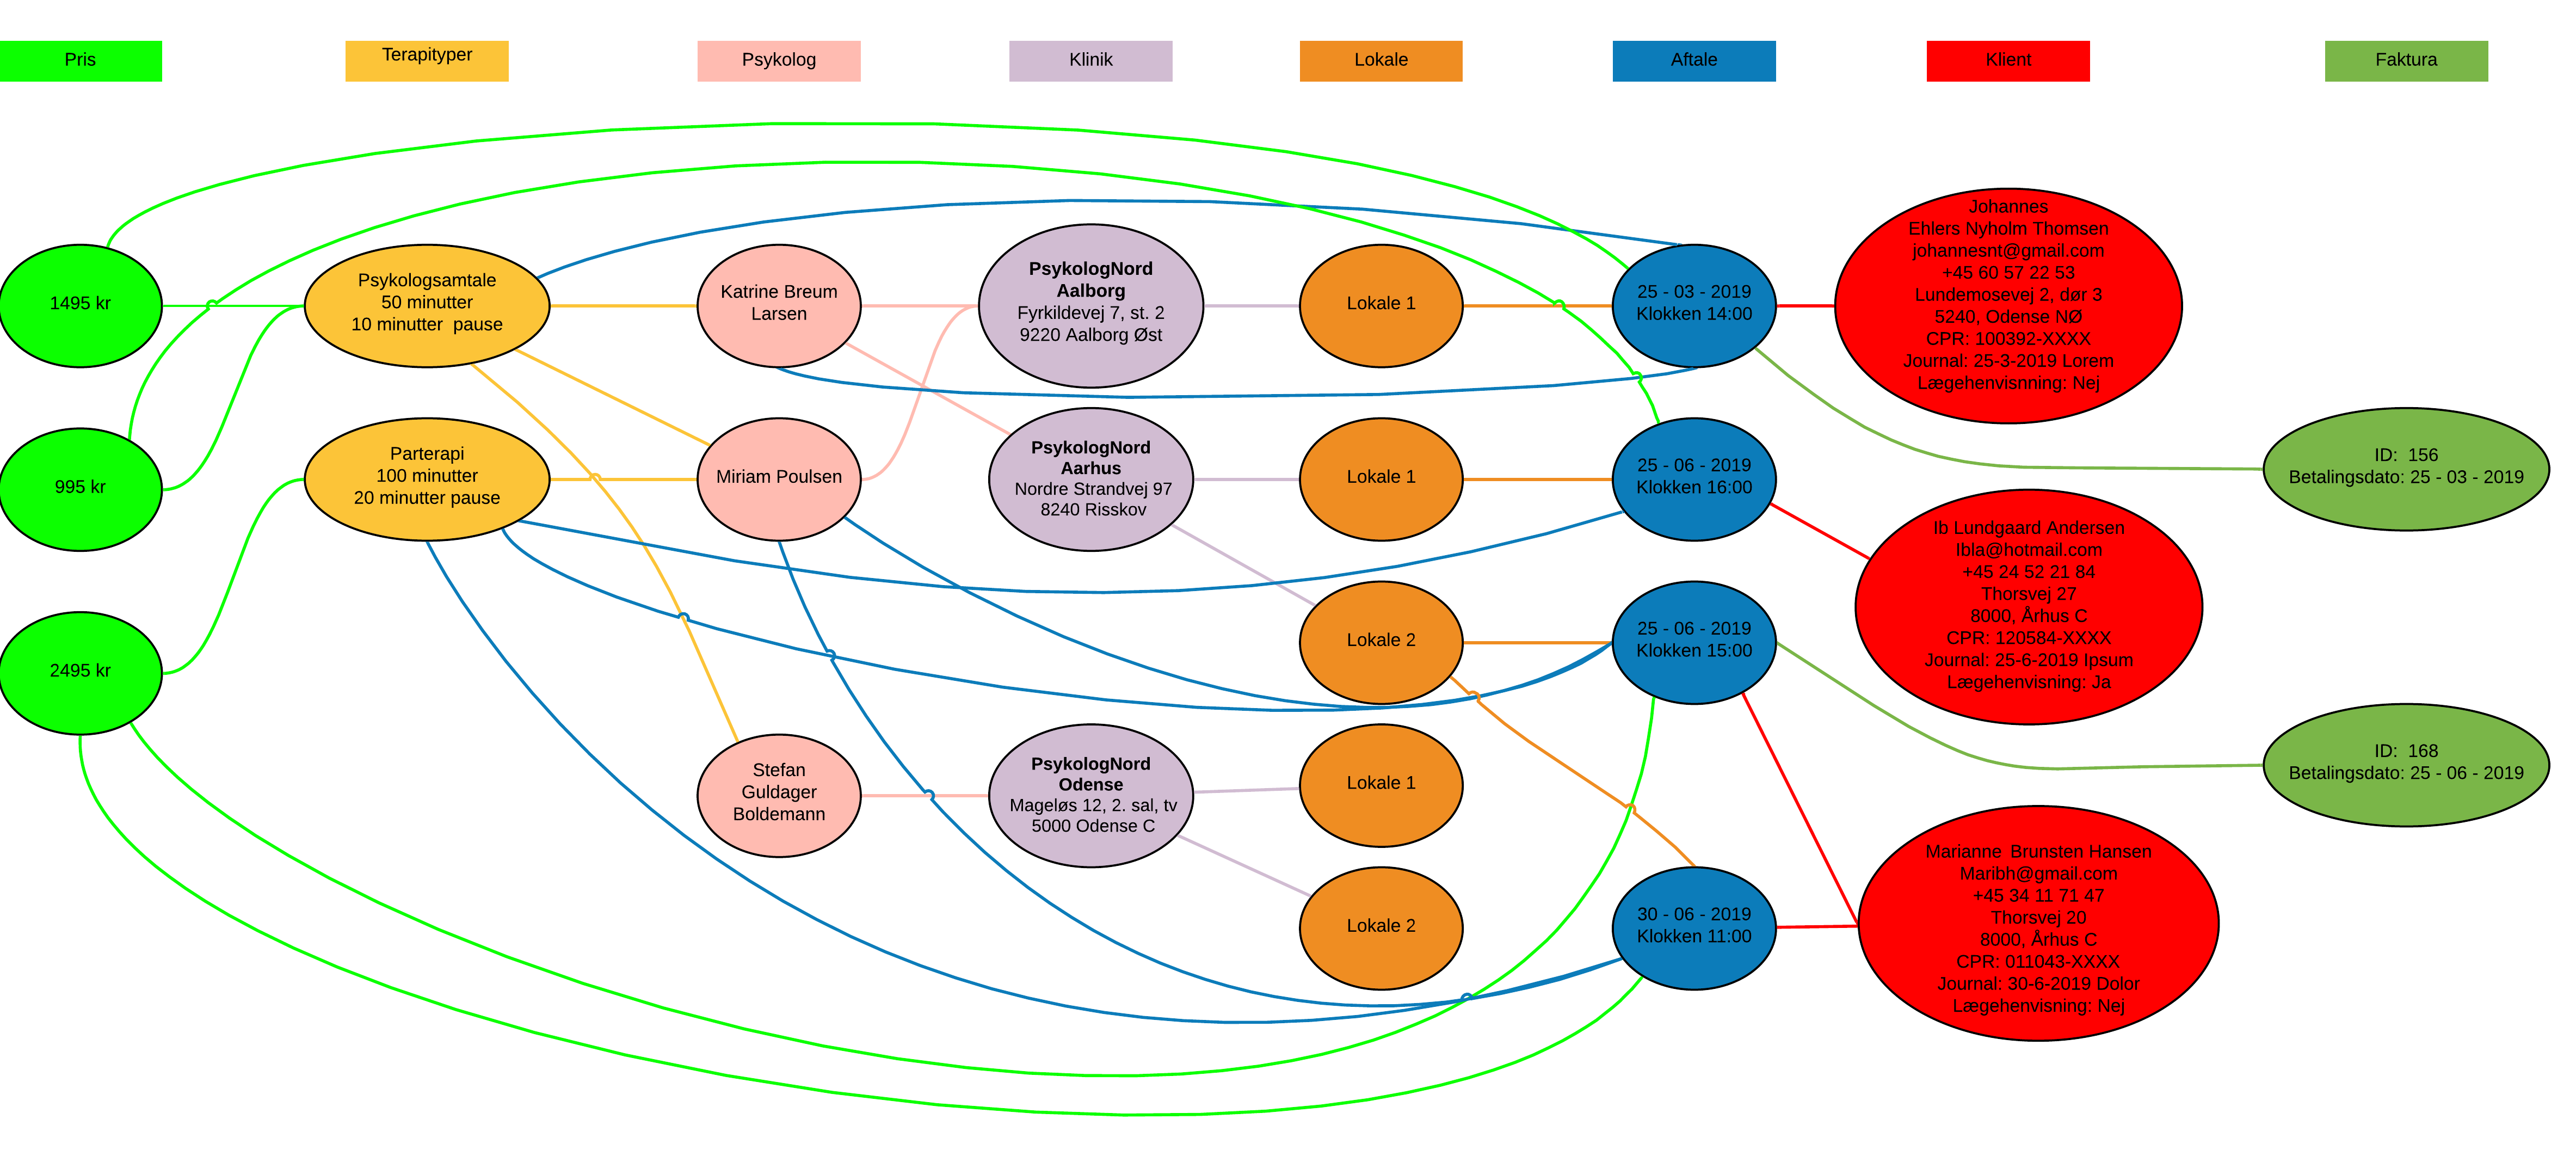 Pris
Terapityper
Psykolog
Klinik
Lokale
Aftale
Klient
Faktura
1495 kr
995 kr
2495 kr
Psykologsamtale
50 minutter
10 minutter pause
Parterapi
100 minutter
20 minutter pause
Katrine Breum
Larsen
Miriam Poulsen
Stefan
Guldager
Boldemann
PsykologNord
Aalborg
Fyrkildevej 7, st. 2
9220 Aalborg Øst
PsykologNord
Aarhus
Nordre Strandvej 97
8240 Risskov
PsykologNord
Odense
Mageløs 12, 2. sal, tv
5000 Odense C
Lokale 1
Lokale 1
Lokale 2
Lokale 1
Lokale 2
25 - 03 - 2019
Klokken 14:00
25 - 06 - 2019
Klokken 16:00
25 - 06 - 2019
Klokken 15:00
30 - 06 - 2019
Klokken 11:00
Johannes
Ehlers Nyholm Thomsen
johannesnt@gmail.com
+45 60 57 22 53
Lundemosevej 2, dør 3
5240, Odense NØ
CPR: 100392-XXXX
Journal: 25-3-2019 Lorem
Lægehenvisnning: Nej
Ib Lundgaard Andersen
Ibla@hotmail.com
+45 24 52 21 84
Thorsvej 27
8000, Århus C
CPR: 120584-XXXX
Journal: 25-6-2019 Ipsum
Lægehenvisning: Ja
Marianne Brunsten Hansen
Maribh@gmail.com
+45 34 11 71 47
Thorsvej 20
8000, Århus C
CPR: 011043-XXXX
Journal: 30-6-2019 Dolor
Lægehenvisning: Nej
ID: 156
Betalingsdato: 25 - 03 - 2019
ID: 168
Betalingsdato: 25 - 06 - 2019